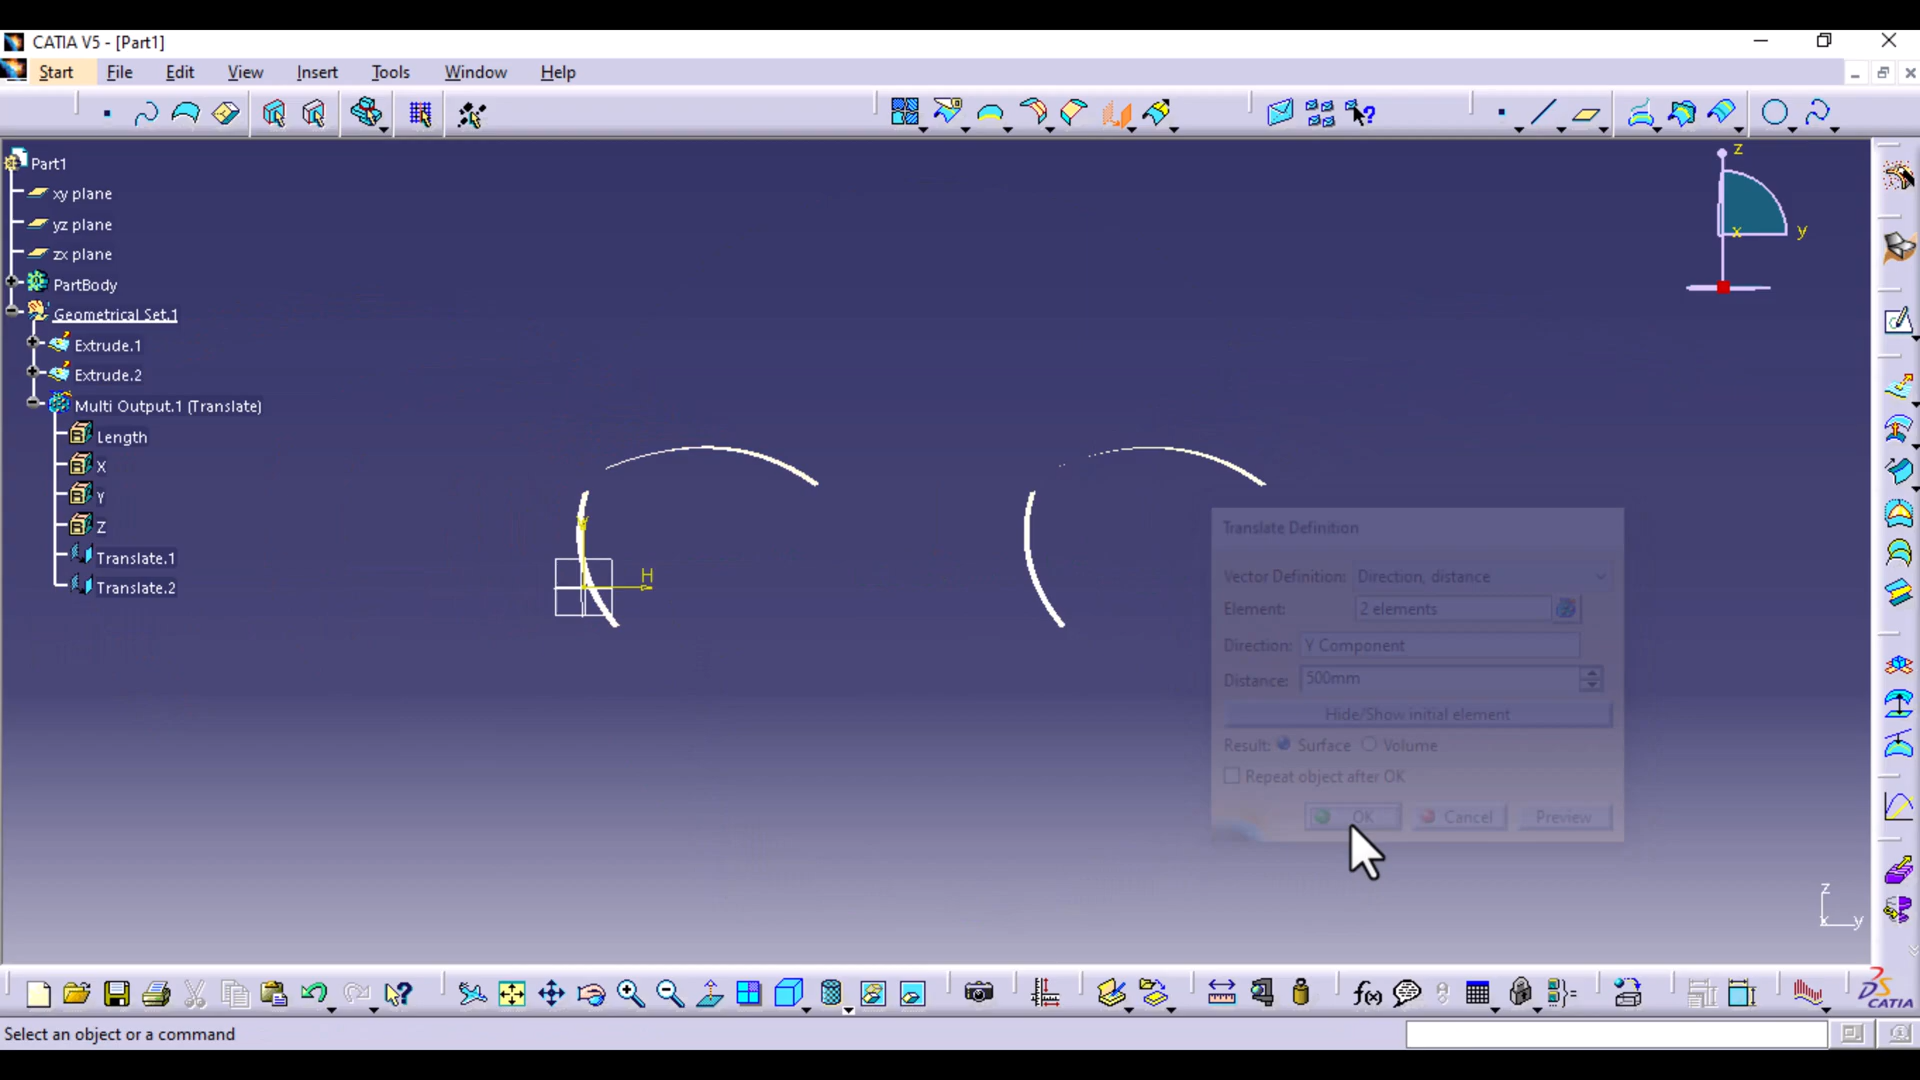 CATIA V5 - [Part1]
Start File Edit View Insert Tools Window Help
Part1
xy plane
yz plane
zx plane
PartBody
Geometrical Set.1
Extrude.1
Extrude.2
Multi Output.1 (Translate)
Length
X
Y
Z
Translate.1
Translate.2
H
z
x
y
Translate Definition
Vector Definition: Direction, distance
Element: 2 elements
Direction: Y Component
Distance: 500mm
Hide/Show initial element
Result: Surface Volume
Repeat object after OK
OK Cancel Preview
z
x y
f(x)
CATIA
Select an object or a command